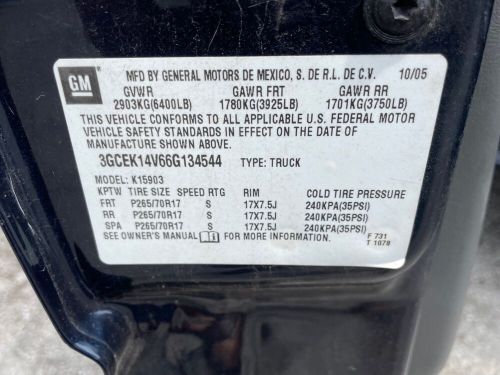 GM
MFD BY GENERAL MOTORS DE MEXICO, S. DE R.L. DE C.V. 10/05
GVWR GAWR FRT GAWR RR
2903KG(6400LB) 1780KG(3925LB) 1701KG(3750LB)
THIS VEHICLE CONFORMS TO ALL APPLICABLE U.S. FEDERAL MOTOR
VEHICLE SAFETY STANDARDS IN EFFECT ON THE DATE OF
MANUFACTURE SHOWN ABOVE.
3GCEK14V66G134544 TYPE: TRUCK
MODEL: K15903
KPTW TIRE SIZE SPEED RTG RIM COLD TIRE PRESSURE
FRT P265/70R17 S 17X7.5J 240KPA(35PSI)
RR P265/70R17 S 17X7.5J 240KPA(35PSI)
SPA P265/70R17 S 17X7.5J 240KPA(35PSI)
SEE OWNER'S MANUAL FOR MORE INFORMATION. F 731
T 1078